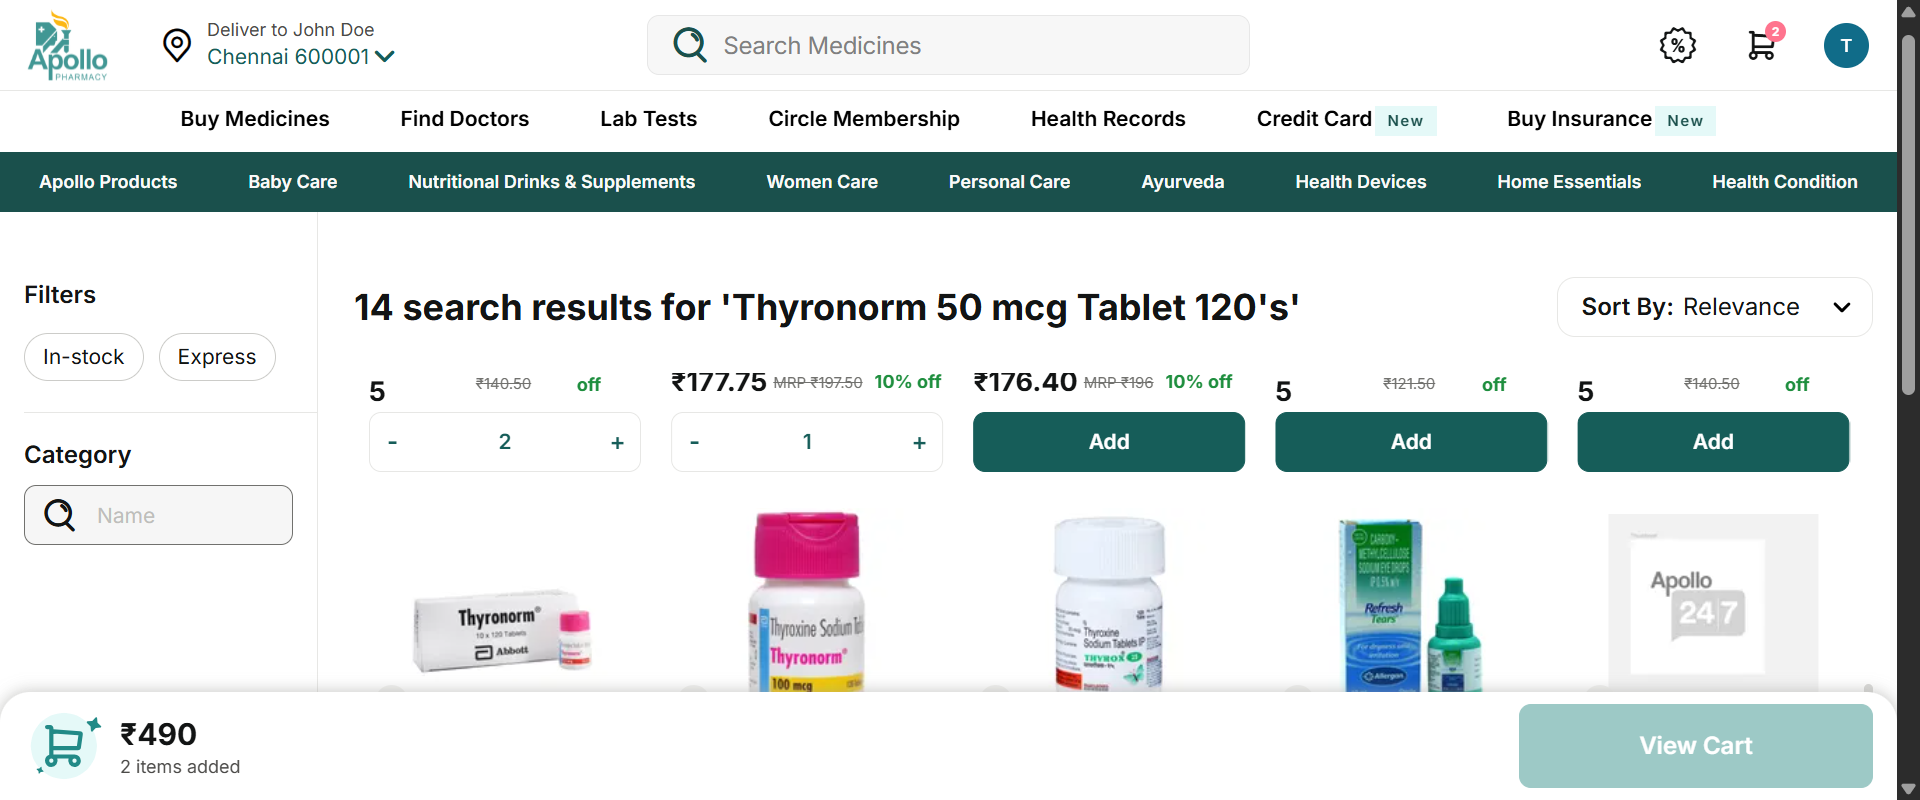 Apollo
PHARMACY
Deliver to John Doe
Chennai 600001
Search Medicines
%
2
T
Buy Medicines
Find Doctors
Lab Tests
Circle Membership
Health Records
Credit Card New
Buy Insurance New
Apollo Products
Baby Care
Nutritional Drinks & Supplements
Women Care
Personal Care
Ayurveda
Health Devices
Home Essentials
Health Condition
Filters
In-stock
Express
Category
Name
14 search results for 'Thyronorm 50 mcg Tablet 120's'
Sort By: Relevance
5 ₹140.50 off
₹177.75 MRP ₹197.50 10% off
₹176.40 MRP ₹196 10% off
5 ₹121.50 off
5 ₹140.50 off
- 2 +
- 1 +
Add
Add
Add
Thyronorm®
10 x 120 Tablets
Abbott
Thyroxine Sodium
Thyronorm®
100 mcg
Thyroxine
Sodium Tablets IP
THYROX
CARBOXY-
METHYLCELLULOSE
SODIUM EYE DROPS
IP 0.5% w/v
Refresh
Tears
Allergan
Apollo
24|7
₹490
2 items added
View Cart